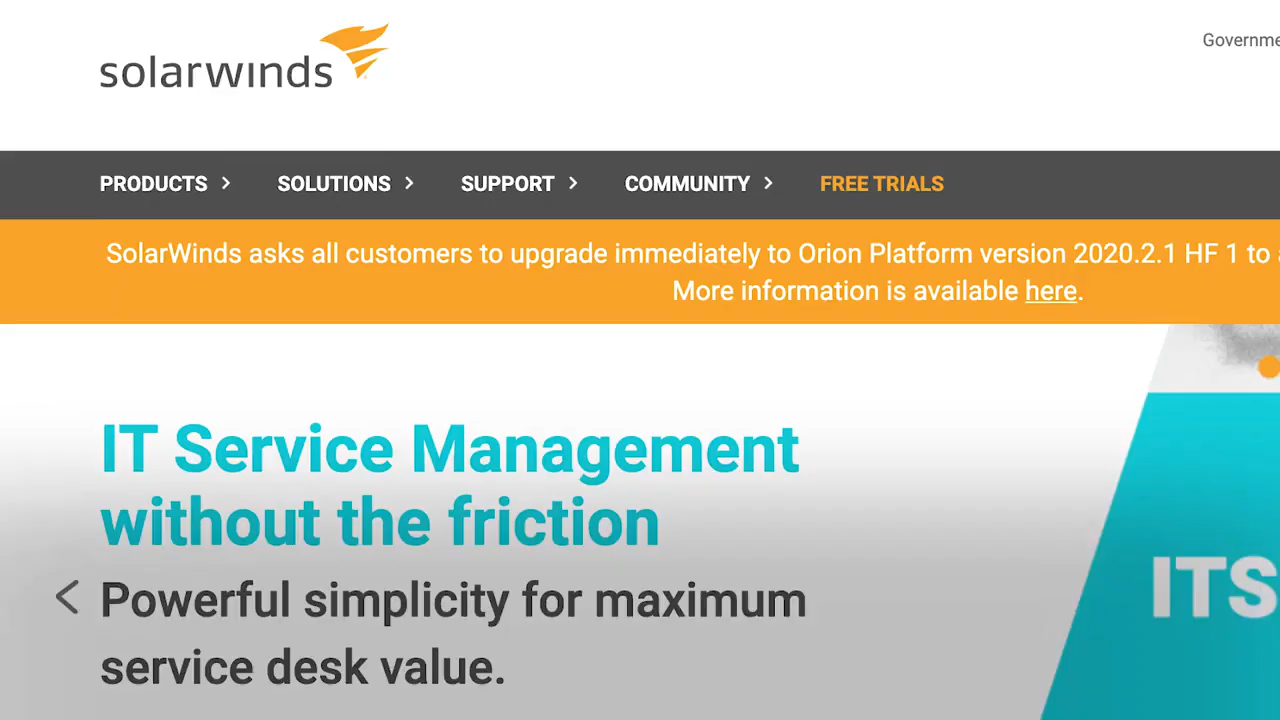 solarwinds
Governme
PRODUCTS
SOLUTIONS
SUPPORT
COMMUNITY
FREE TRIALS
SolarWinds asks all customers to upgrade immediately to Orion Platform version 2020.2.1 HF 1 to
More information is available here.
IT Service Management
without the friction
Powerful simplicity for maximum
service desk value.
ITS